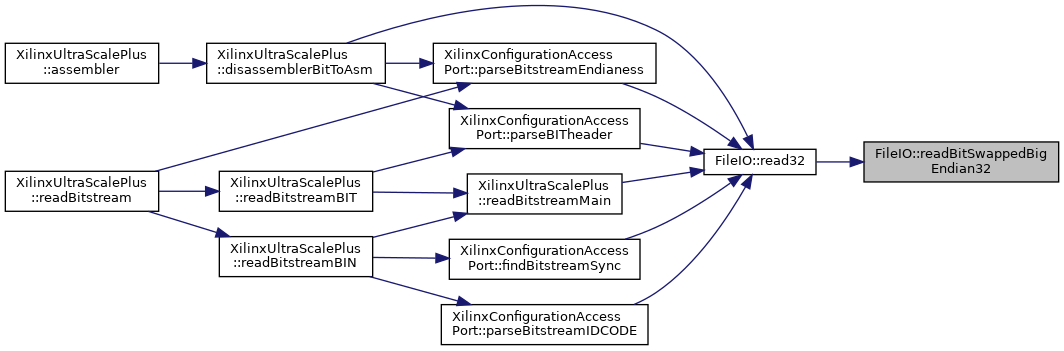 XilinxUltraScalePlus
::assembler
XilinxUltraScalePlus
::disassemblerBitToAsm
XilinxConfigurationAccess
Port::parseBitstreamEndianess
XilinxConfigurationAccess
Port::parseBITheader
FileIO::read32
FileIO::readBitSwappedBig
Endian32
XilinxUltraScalePlus
::readBitstream
XilinxUltraScalePlus
::readBitstreamBIT
XilinxUltraScalePlus
::readBitstreamMain
XilinxUltraScalePlus
::readBitstreamBIN
XilinxConfigurationAccess
Port::findBitstreamSync
XilinxConfigurationAccess
Port::parseBitstreamIDCODE